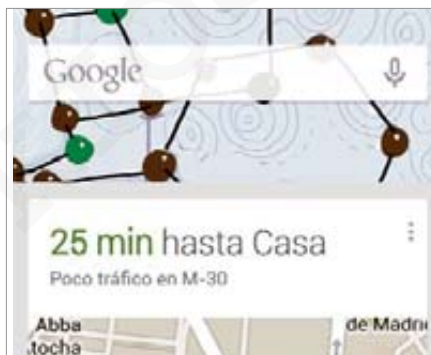 Google
25 min hasta Casa
Poco tráfico en M-30
Abba
de Madri
tocha